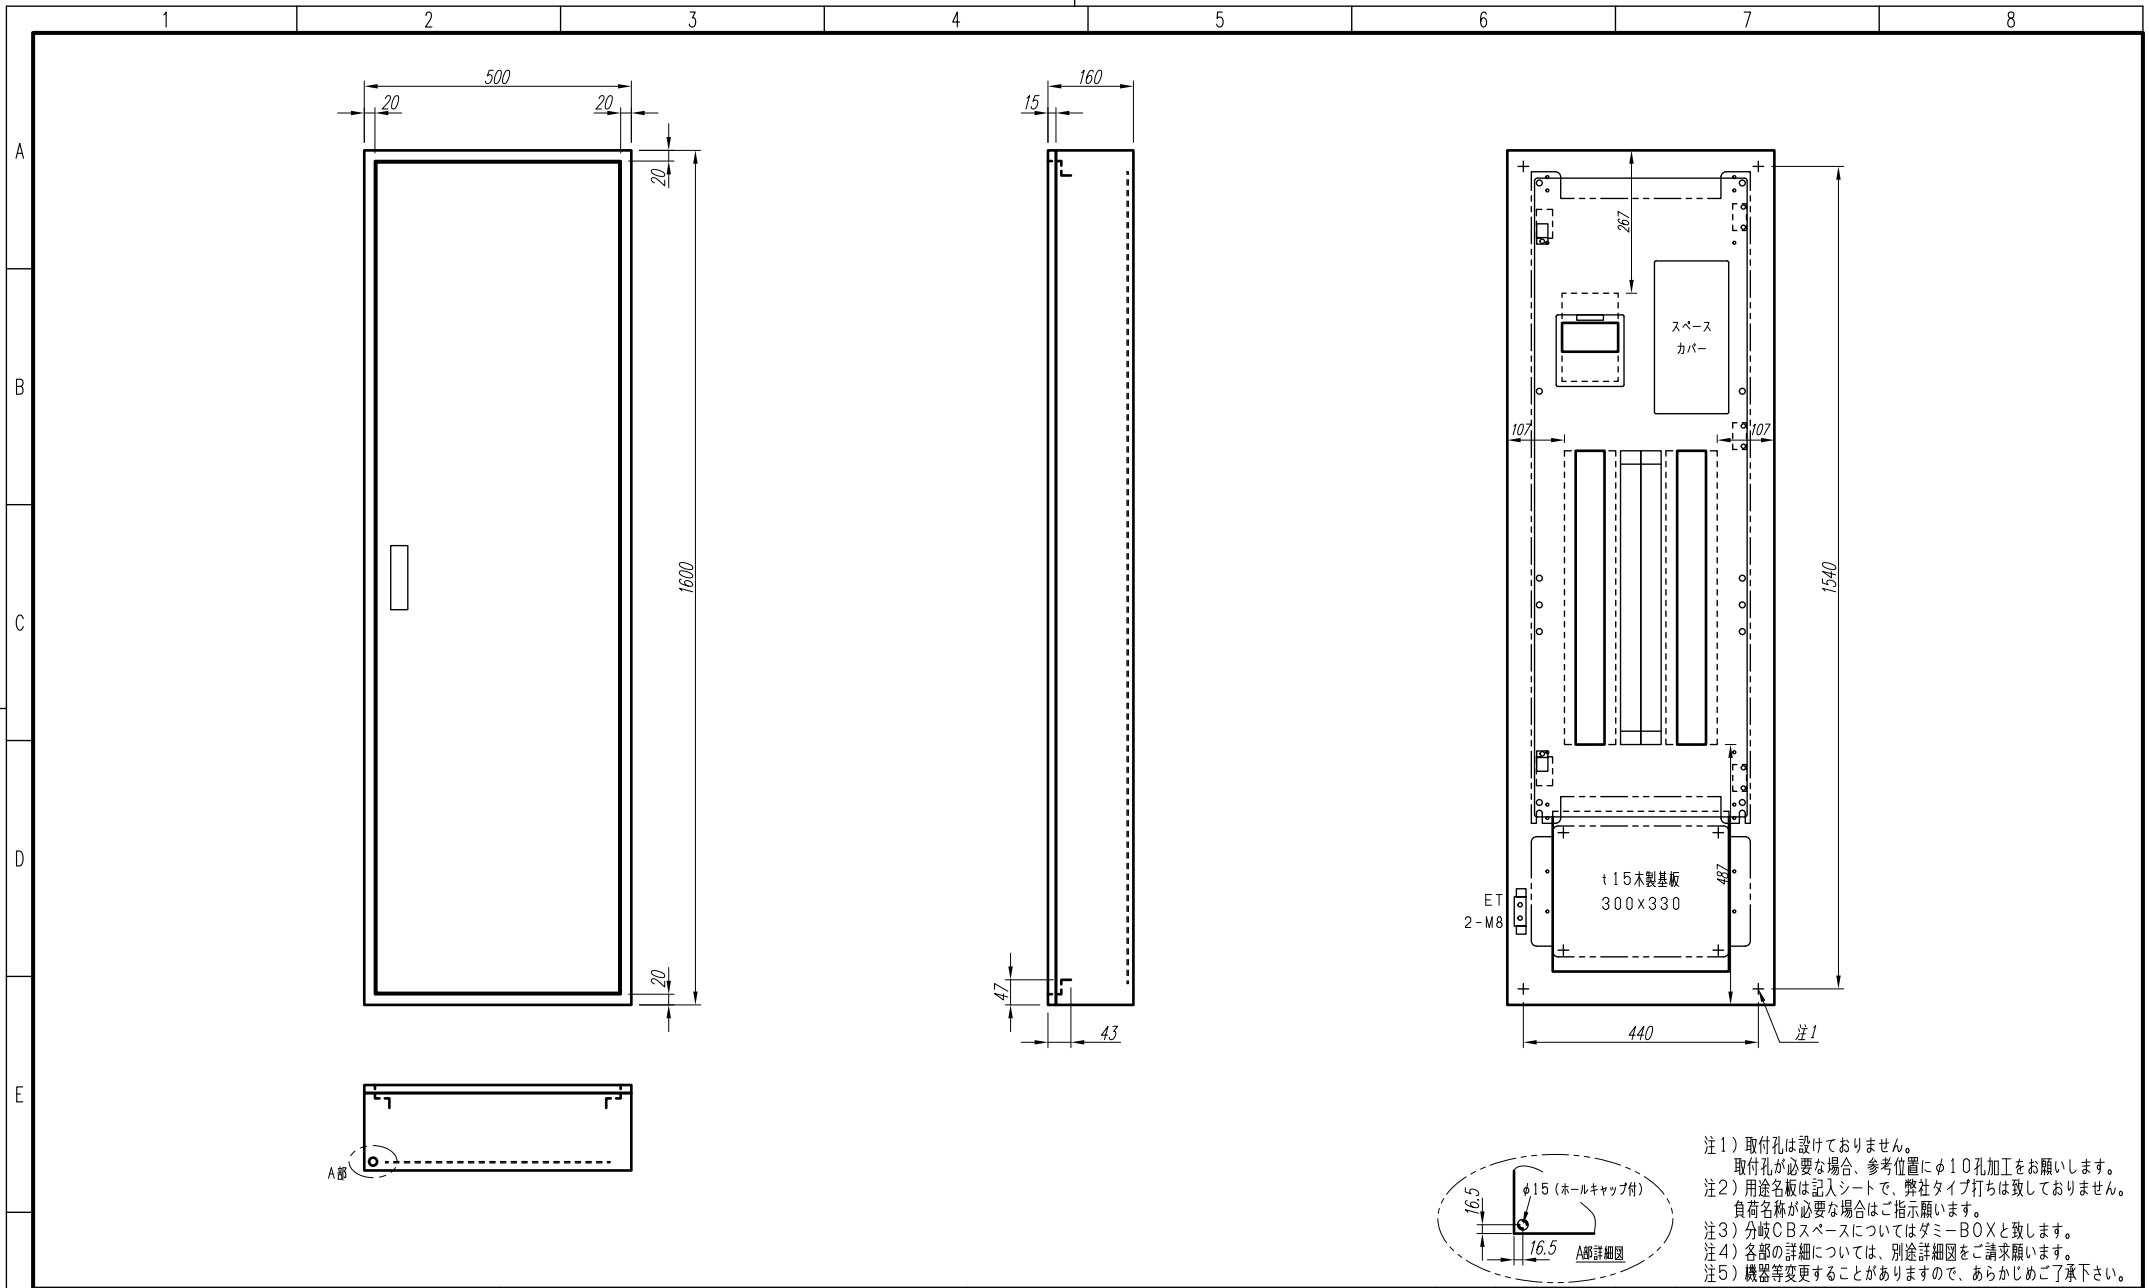 1 2 3 4 5 6 7 8
A
B
C
D
E
500
20
20
20
1600
20
160
15
47
43
267
スペース
カバー
107
107
1540
t15木製基板
300×330
487
ET
2-M8
440
注1
A部
φ15(ホールキャップ付)
16.5
16.5
A部詳細図
注1)取付孔は設けておりません。
取付孔が必要な場合、参考位置にφ10孔加工をお願いします。
注2)用途名板は記入シートで、弊社タイプ打ちは致しておりません。
負荷名称が必要な場合はご指示願います。
注3)分岐CBスペースについてはダミーBOXと致します。
注4)各部の詳細については、別途詳細図をご請求願います。
注5)機器等変更することがありますので、あらかじめご了承下さい。